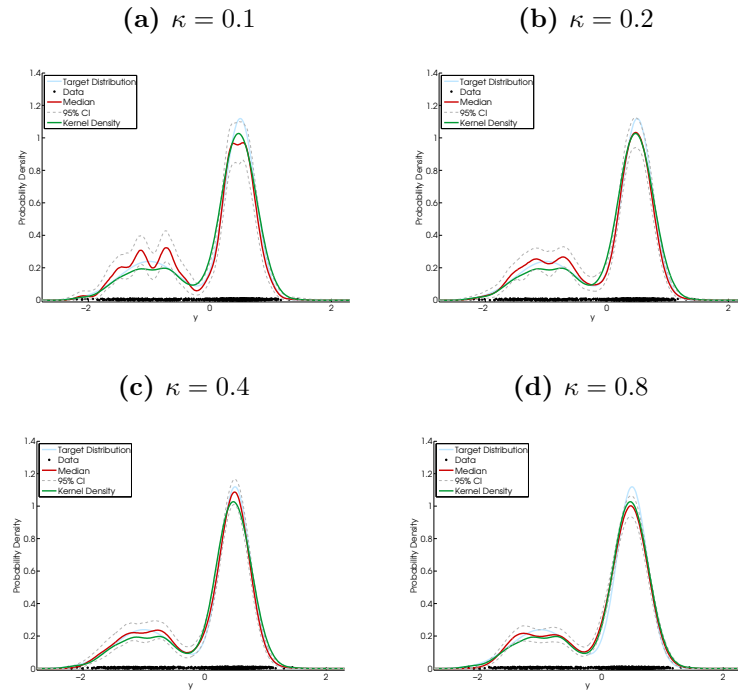 (a) κ = 0.1
(b) κ = 0.2
1.4
1.2
1
0.8
0.6
0.4
0.2
0
Probability Density
Target Distribution
Data
Median
95% CI
Kernel Density
−2
0
2
y
1.4
1.2
1
0.8
0.6
0.4
0.2
0
Probability Density
Target Distribution
Data
Median
95% CI
Kernel Density
−2
0
2
y
(c) κ = 0.4
(d) κ = 0.8
1.4
1.2
1
0.8
0.6
0.4
0.2
0
Probability Density
Target Distribution
Data
Median
95% CI
Kernel Density
−2
0
2
y
1.4
1.2
1
0.8
0.6
0.4
0.2
0
Probability Density
Target Distribution
Data
Median
95% CI
Kernel Density
−2
0
2
y